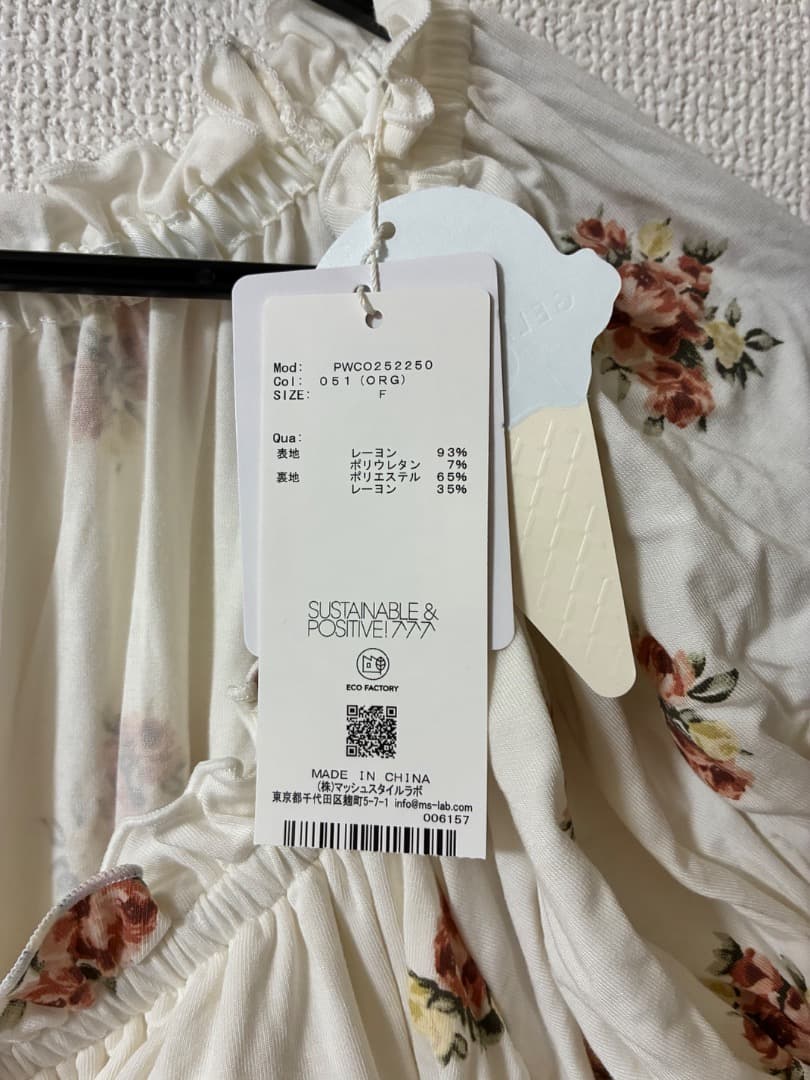 Mod: PWCO252250
Col: 051(ORG)
SIZE: F
Qua:
表地 レーヨン 93%
ポリウレタン 7%
裏地 ポリエステル 65%
レーヨン 35%
SUSTAINABLE &
POSITIVE! 777
ECO FACTORY
MADE IN CHINA
(株)マッシュスタイルラボ
東京都千代田区麹町5-7-1 info@ms-lab.com
006157